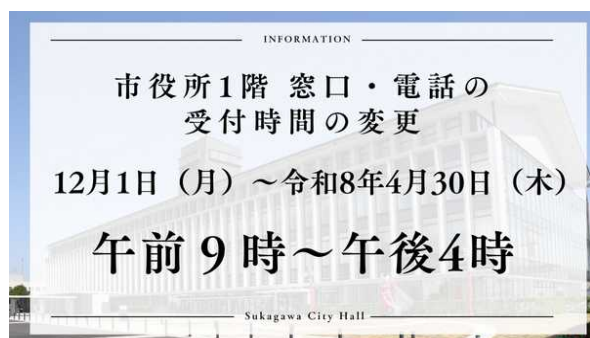 INFORMATION
市役所1階 窓口・電話の
受付時間の変更
12月1日（月）～令和8年4月30日（木）
午前９時～午後4時
Sukagawa City Hall